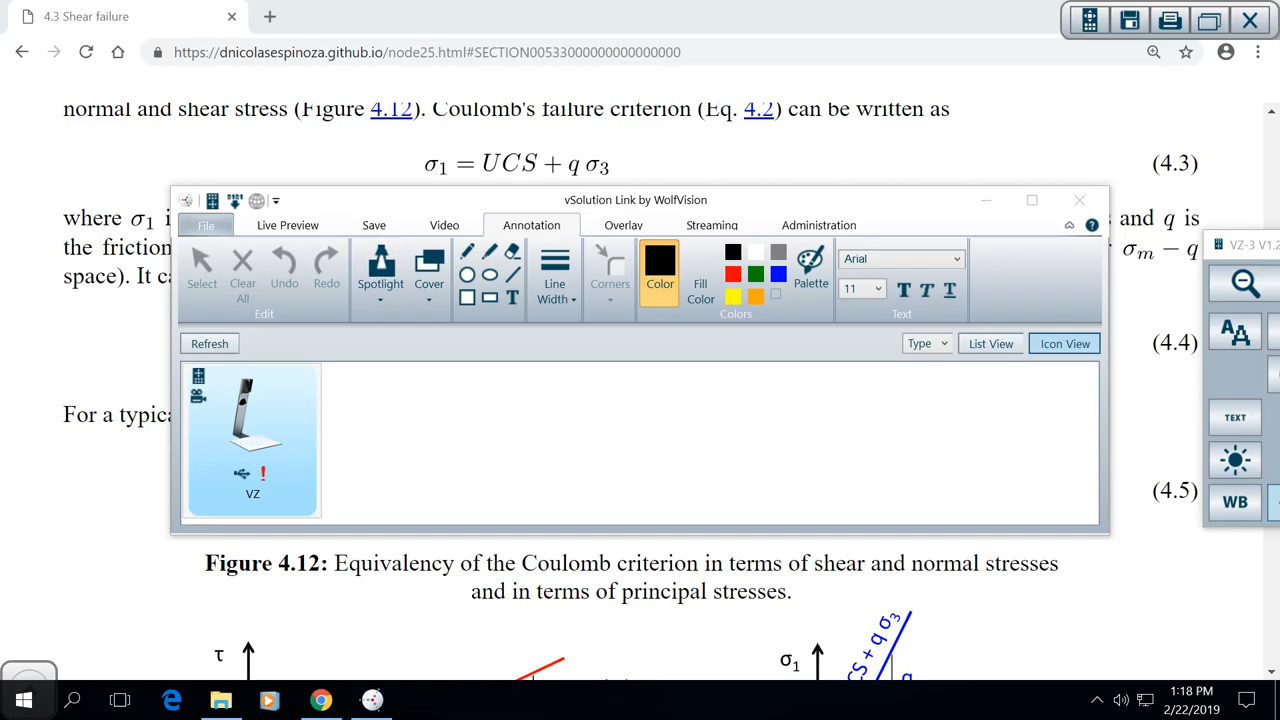 4.3 Shear failure
https://dnicolasespinoza.github.io/node25.html#SECTION00533000000000000000
normal and shear stress (Figure 4.12). Coulomb's failure criterion (Eq. 4.2) can be written as
σ1 = UCS + q σ3 (4.3)
where σ1 i s and q is
the friction r σm − q
space). It ca
(4.4)
For a typica
(4.5)
vSolution Link by WolfVision
File Live Preview Save Video Annotation Overlay Streaming Administration
Select Clear All Undo Redo Spotlight Cover Line Width Corners Color Fill Color Palette Arial 11
Edit Colors Text
Refresh Type List View Icon View
VZ
VZ-3 V1.2
TEXT
WB
Figure 4.12: Equivalency of the Coulomb criterion in terms of shear and normal stresses
and in terms of principal stresses.
τ
σ1
CS + q σ3
1:18 PM
2/22/2019